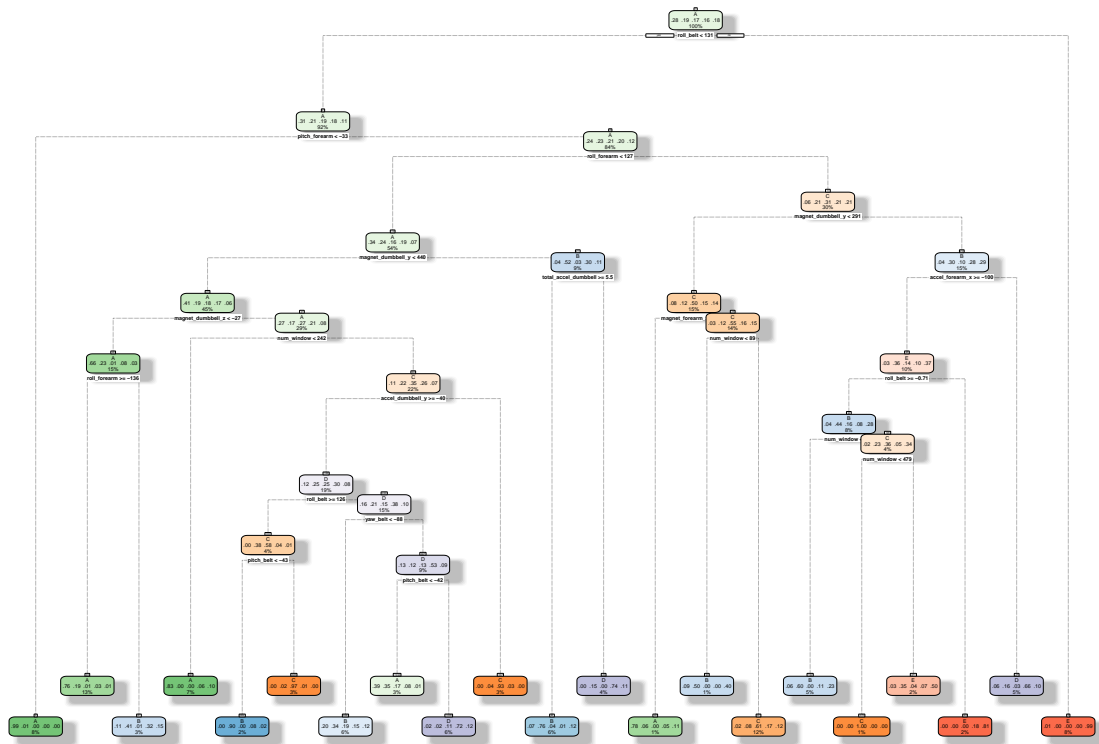 A
.28 .19 .17 .16 .18
100%
roll_belt < 131
A
.31 .21 .19 .18 .11
92%
pitch_forearm < −33
A
.24 .23 .21 .20 .12
84%
roll_forearm < 127
C
.06 .21 .31 .21 .21
30%
magnet_dumbbell_y < 291
A
.34 .24 .16 .19 .07
54%
magnet_dumbbell_y < 440
B
.04 .52 .03 .30 .11
9%
total_accel_dumbbell >= 5.5
B
.04 .30 .10 .28 .29
15%
accel_forearm_x >= −100
A
.41 .19 .18 .17 .06
45%
magnet_dumbbell_z < −27
C
.08 .12 .50 .15 .14
15%
magnet_forearm_
A
.27 .17 .27 .21 .08
29%
num_window < 242
C
.03 .12 .55 .16 .15
14%
num_window < 89
A
.66 .23 .01 .08 .03
15%
roll_forearm >= −136
E
.03 .36 .14 .10 .37
10%
roll_belt >= −0.71
C
.11 .22 .35 .26 .07
22%
accel_dumbbell_y >= −40
B
.04 .44 .16 .08 .28
8%
num_window
C
.02 .23 .36 .05 .34
4%
num_window < 479
D
.12 .25 .25 .30 .08
19%
roll_belt >= 126
D
.16 .21 .15 .38 .10
15%
yaw_belt < −88
C
.00 .38 .58 .04 .01
4%
pitch_belt < −43
D
.13 .12 .13 .53 .09
9%
pitch_belt < −42
A
.76 .19 .01 .03 .01
13%
A
.83 .00 .00 .06 .10
7%
C
.00 .02 .97 .01 .00
3%
A
.39 .35 .17 .08 .01
3%
C
.00 .04 .93 .03 .00
3%
D
.00 .15 .00 .74 .11
4%
B
.09 .50 .00 .00 .40
1%
B
.06 .60 .00 .11 .23
5%
E
.03 .35 .04 .07 .50
2%
D
.06 .16 .03 .66 .10
5%
A
.99 .01 .00 .00 .00
8%
B
.11 .41 .01 .32 .15
3%
B
.00 .90 .00 .08 .02
2%
B
.20 .34 .19 .15 .12
6%
D
.02 .02 .11 .72 .12
6%
B
.07 .76 .04 .01 .12
6%
A
.78 .06 .00 .05 .11
1%
C
.02 .08 .61 .17 .12
12%
C
.00 .00 1.00 .00 .00
1%
E
.00 .00 .00 .18 .81
2%
E
.01 .00 .00 .00 .99
8%